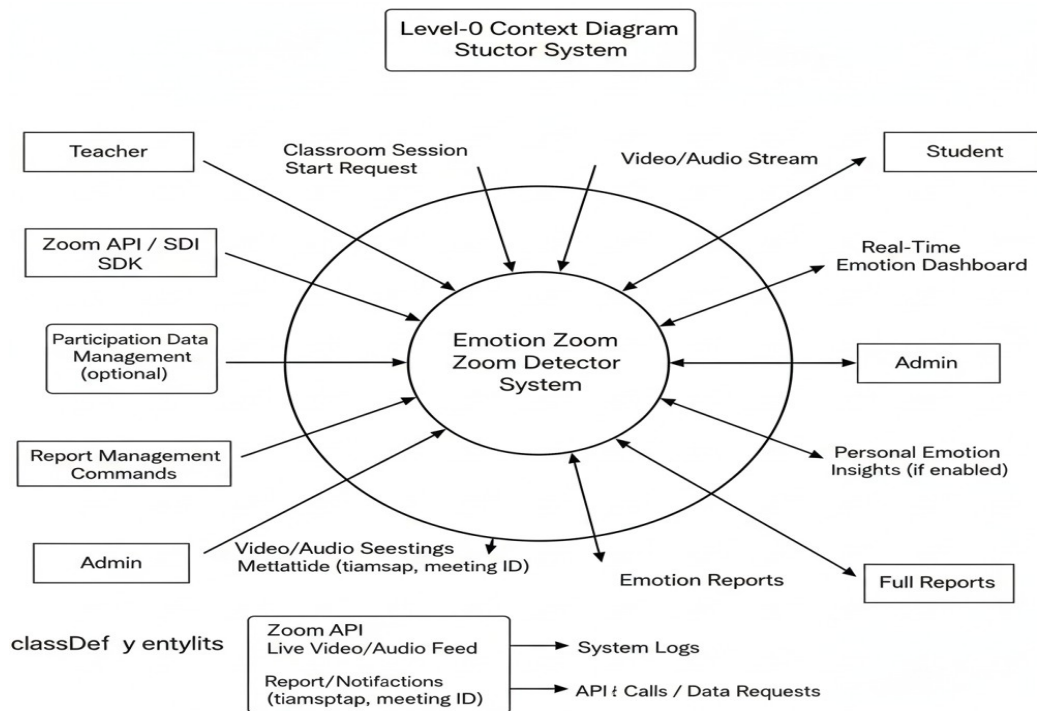 Level-0 Context Diagram
Stuctor System
Teacher
Classroom Session
Start Request
Video/Audio Stream
Student
Zoom API / SDI
SDK
Real-Time
Emotion Dashboard
Participation Data
Management
(optional)
Emotion Zoom
Zoom Detector
System
Admin
Report Management
Commands
Personal Emotion
Insights (if enabled)
Admin
Video/Audio Seestings
Mettattide (tiamsap, meeting ID)
Emotion Reports
Full Reports
classDef y entylits
Zoom API
Live Video/Audio Feed
System Logs
Report/Notifactions
(tiamsptap, meeting ID)
API Calls / Data Requests